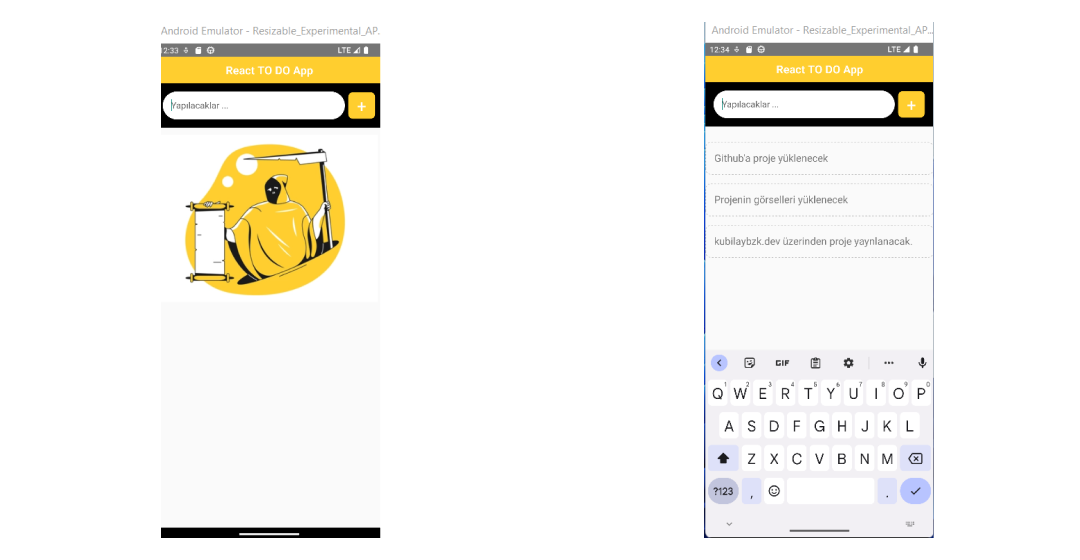 Android Emulator - Resizable_Experimental_AP.
12:33 LTE
React TO DO App
Yapılacaklar ...
+
Android Emulator - Resizable_Experimental_AP...
12:34 LTE
React TO DO App
Yapılacaklar ...
+
Github'a proje yüklenecek
Projenin görselleri yüklenecek
kubilaybzk.dev üzerinden proje yaynlanacak.
GIF
1 2 3 4 5 6 7 8 9 0
Q W E R T Y U I O P
A S D F G H J K L
Z X C V B N M
?123 , .